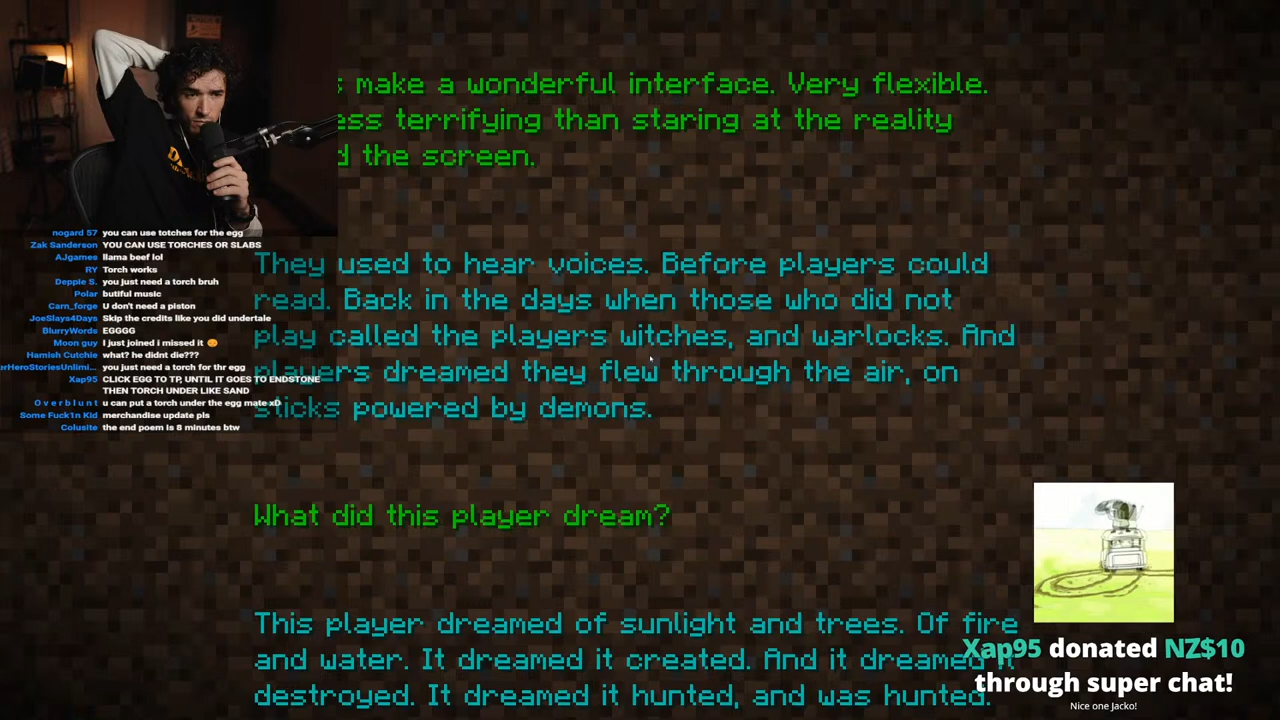 s make a wonderful interface. Very flexible.
ess terrifying than staring at the reality
d the screen.
They used to hear voices. Before players could
read. Back in the days when those who did not
play called the players witches, and warlocks. And
players dreamed they flew through the air, on
sticks powered by demons.
What did this player dream?
This player dreamed of sunlight and trees. Of fire
and water. It dreamed it created. And it dreamed it
destroyed. It dreamed it hunted, and was hunted.
nogard 57 you can use totches for the egg
Zak Sanderson YOU CAN USE TORCHES OR SLABS
AJgames llama beef lol
RY Torch works
Deppie S. you just need a torch bruh
Polar butiful music
Carn_forge U don't need a piston
JoeSlays4Days Skip the credits like you did undertale
BlurryWords EGGGG
Moon guy I just joined i missed it
Hamish Cutchie what? he didnt die???
erHeroStoriesUnlimi... you just need a torch for thr egg
Xap95 CLICK EGG TO TP, UNTIL IT GOES TO ENDSTONE
THEN TORCH UNDER LIKE SAND
O v e r b l u n t u can put a torch under the egg mate xD
Some Fuck1n Kid merchandise update pls
Colusite the end poem is 8 minutes btw
Xap95 donated NZ$10
through super chat!
Nice one Jacko!